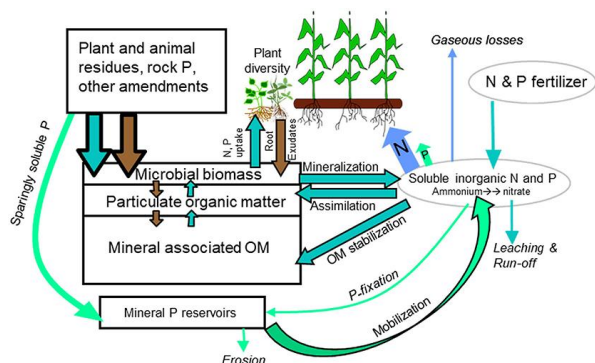 Plant and animal
residues, rock P,
other amendments
Plant
diversity
Gaseous losses
N & P fertilizer
N, P
uptake
Root
Exudates
N
P
Sparingly soluble P
Microbial biomass
Mineralization
Soluble inorganic N and P
Ammonium→→ nitrate
Particulate organic matter
Assimilation
Mineral associated OM
OM stabilization
Leaching &
Run-off
P-fixation
Mobilization
Mineral P reservoirs
Erosion